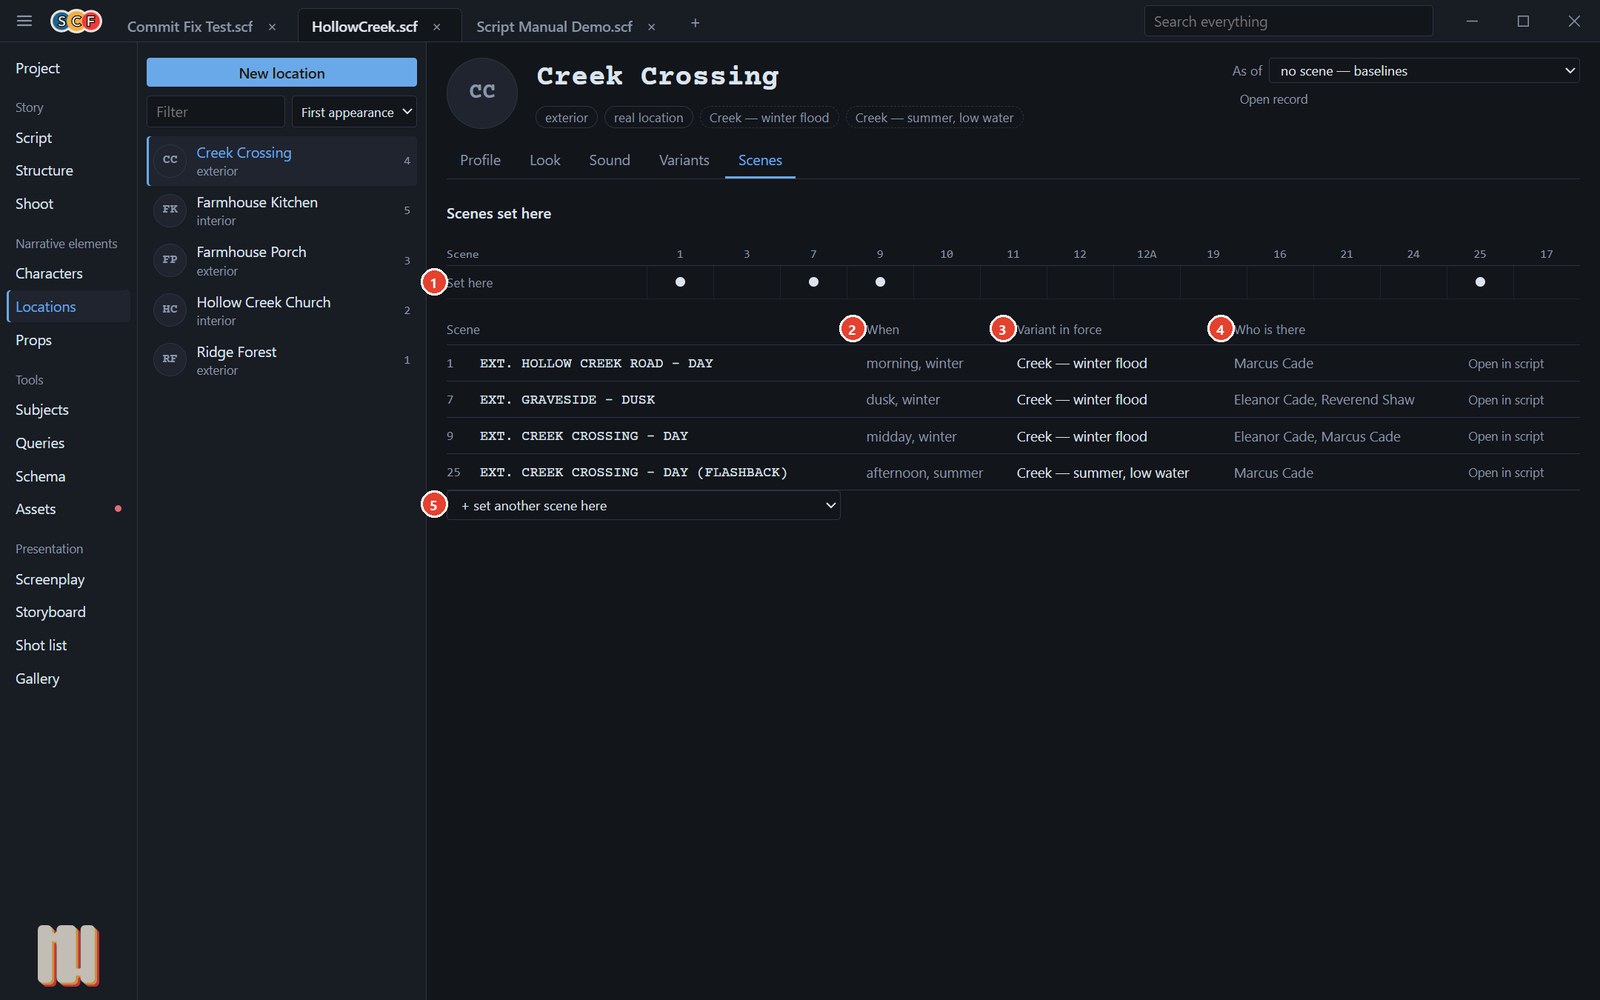 SCF
Commit Fix Test.scf ×
HollowCreek.scf ×
Script Manual Demo.scf ×
+
Search everything
Project
Story
Script
Structure
Shoot
Narrative elements
Characters
Locations
Props
Tools
Subjects
Queries
Schema
Assets
Presentation
Screenplay
Storyboard
Shot list
Gallery
New location
Filter
First appearance
CC Creek Crossing 4
exterior
FK Farmhouse Kitchen 5
interior
FP Farmhouse Porch 3
exterior
HC Hollow Creek Church 2
interior
RF Ridge Forest 1
exterior
CC
Creek Crossing
exterior real location Creek — winter flood Creek — summer, low water
As of no scene — baselines
Open record
Profile Look Sound Variants Scenes
Scenes set here
Scene 1 3 7 9 10 11 12 12A 19 16 21 24 25 17
1 Set here
Scene 2 When 3 Variant in force 4 Who is there
1 EXT. HOLLOW CREEK ROAD - DAY morning, winter Creek — winter flood Marcus Cade Open in script
7 EXT. GRAVESIDE - DUSK dusk, winter Creek — winter flood Eleanor Cade, Reverend Shaw Open in script
9 EXT. CREEK CROSSING - DAY midday, winter Creek — winter flood Eleanor Cade, Marcus Cade Open in script
25 EXT. CREEK CROSSING - DAY (FLASHBACK) afternoon, summer Creek — summer, low water Marcus Cade Open in script
5 + set another scene here